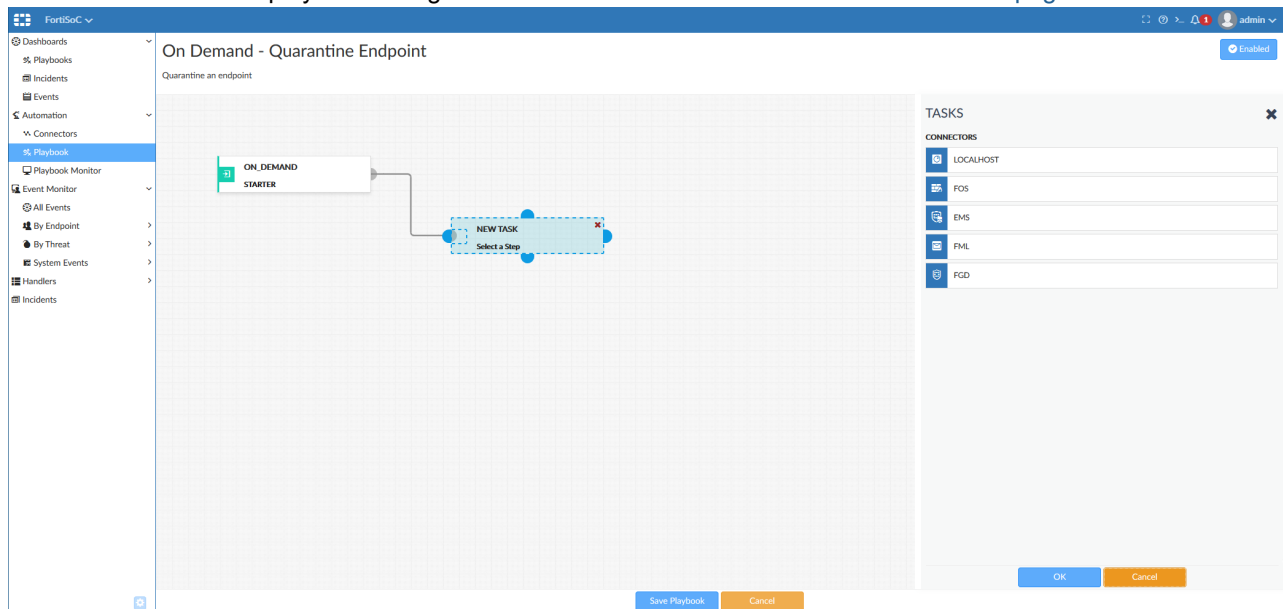 FortiSoC
1
admin
Dashboards
Playbooks
Incidents
Events
Automation
Connectors
Playbook
Playbook Monitor
Event Monitor
All Events
By Endpoint
By Threat
System Events
Handlers
Incidents
On Demand - Quarantine Endpoint
Enabled
Quarantine an endpoint
ON_DEMAND
STARTER
NEW TASK
Select a Step
TASKS
CONNECTORS
LOCALHOST
FOS
EMS
FML
FGD
OK Cancel
Save Playbook Cancel